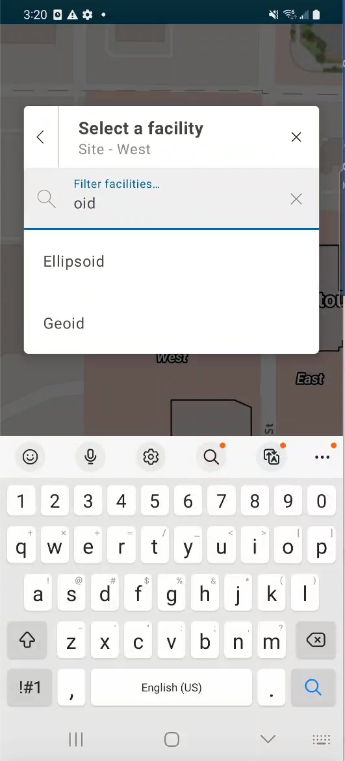 3:20
Select a facility
Site - West
Filter facilities...
oid
Ellipsoid
Geoid
West
East
St
1 2 3 4 5 6 7 8 9 0
q w e r t y u i o p
a s d f g h j k l
z x c v b n m
!#1 , English (US) .